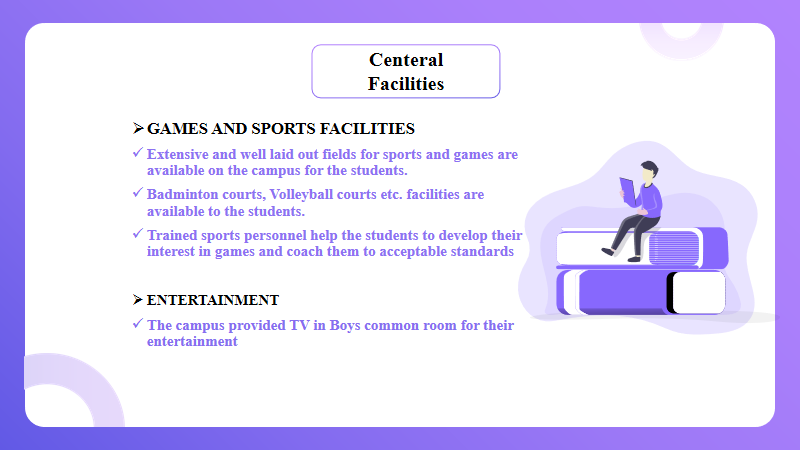 Centeral
Facilities
➢ GAMES AND SPORTS FACILITIES
✓ Extensive and well laid out fields for sports and games are
available on the campus for the students.
✓ Badminton courts, Volleyball courts etc. facilities are
available to the students.
✓ Trained sports personnel help the students to develop their
interest in games and coach them to acceptable standards
➢ ENTERTAINMENT
✓ The campus provided TV in Boys common room for their
entertainment